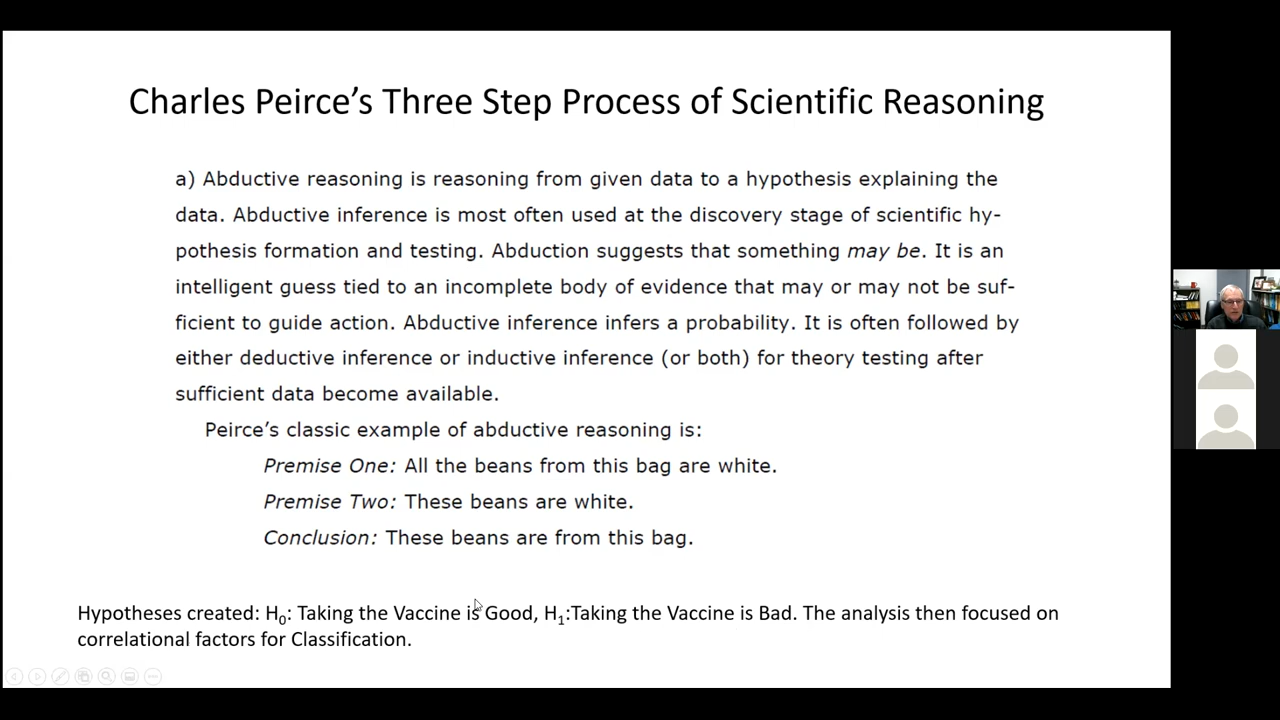 Charles Peirce’s Three Step Process of Scientific Reasoning
a) Abductive reasoning is reasoning from given data to a hypothesis explaining the
data. Abductive inference is most often used at the discovery stage of scientific hy-
pothesis formation and testing. Abduction suggests that something may be. It is an
intelligent guess tied to an incomplete body of evidence that may or may not be suf-
ficient to guide action. Abductive inference infers a probability. It is often followed by
either deductive inference or inductive inference (or both) for theory testing after
sufficient data become available.
Peirce’s classic example of abductive reasoning is:
Premise One: All the beans from this bag are white.
Premise Two: These beans are white.
Conclusion: These beans are from this bag.
Hypotheses created: H₀: Taking the Vaccine is Good, H₁:Taking the Vaccine is Bad. The analysis then focused on
correlational factors for Classification.